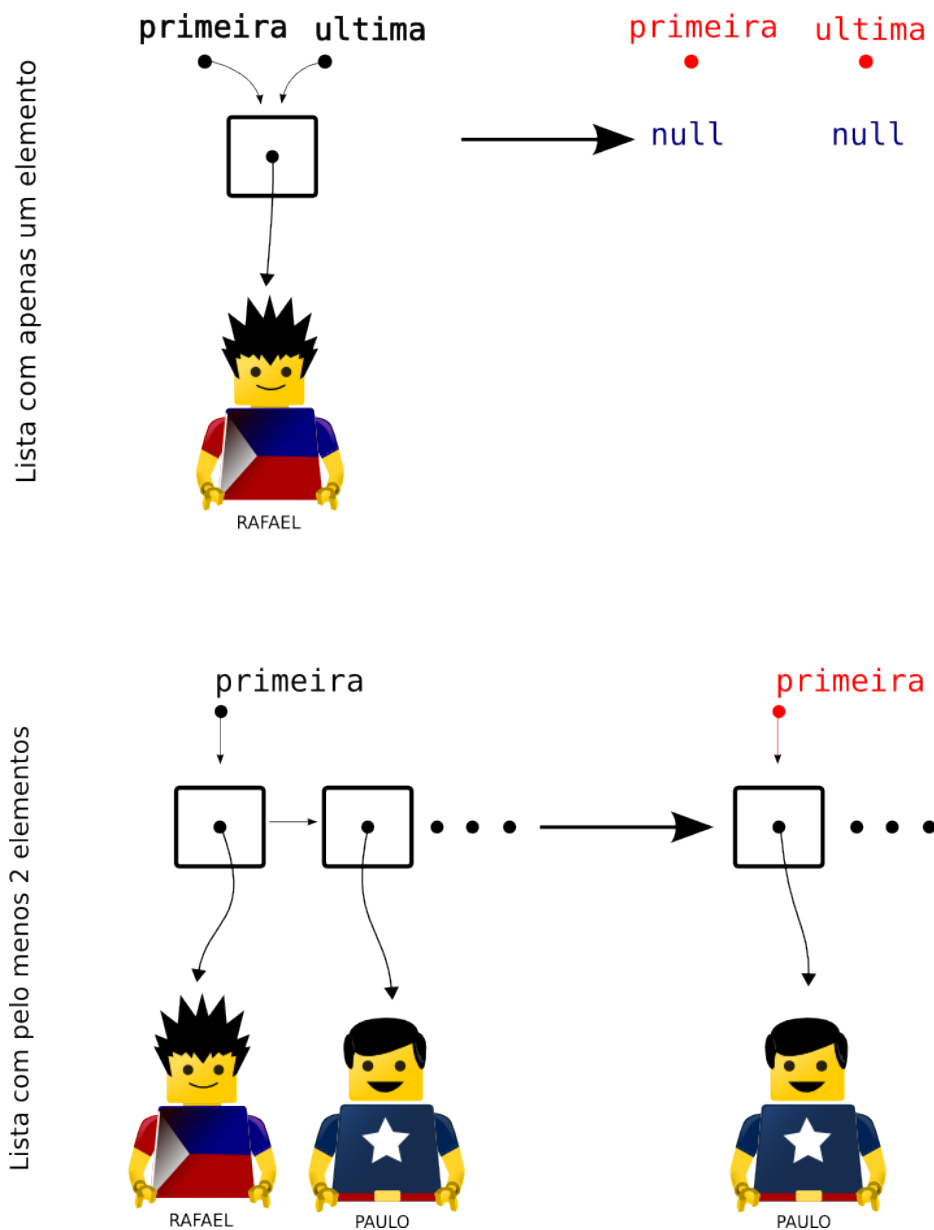 primeira ultima
primeira ultima
null null
Lista com apenas um elemento
RAFAEL
primeira
primeira
Lista com pelo menos 2 elementos
RAFAEL
PAULO
PAULO